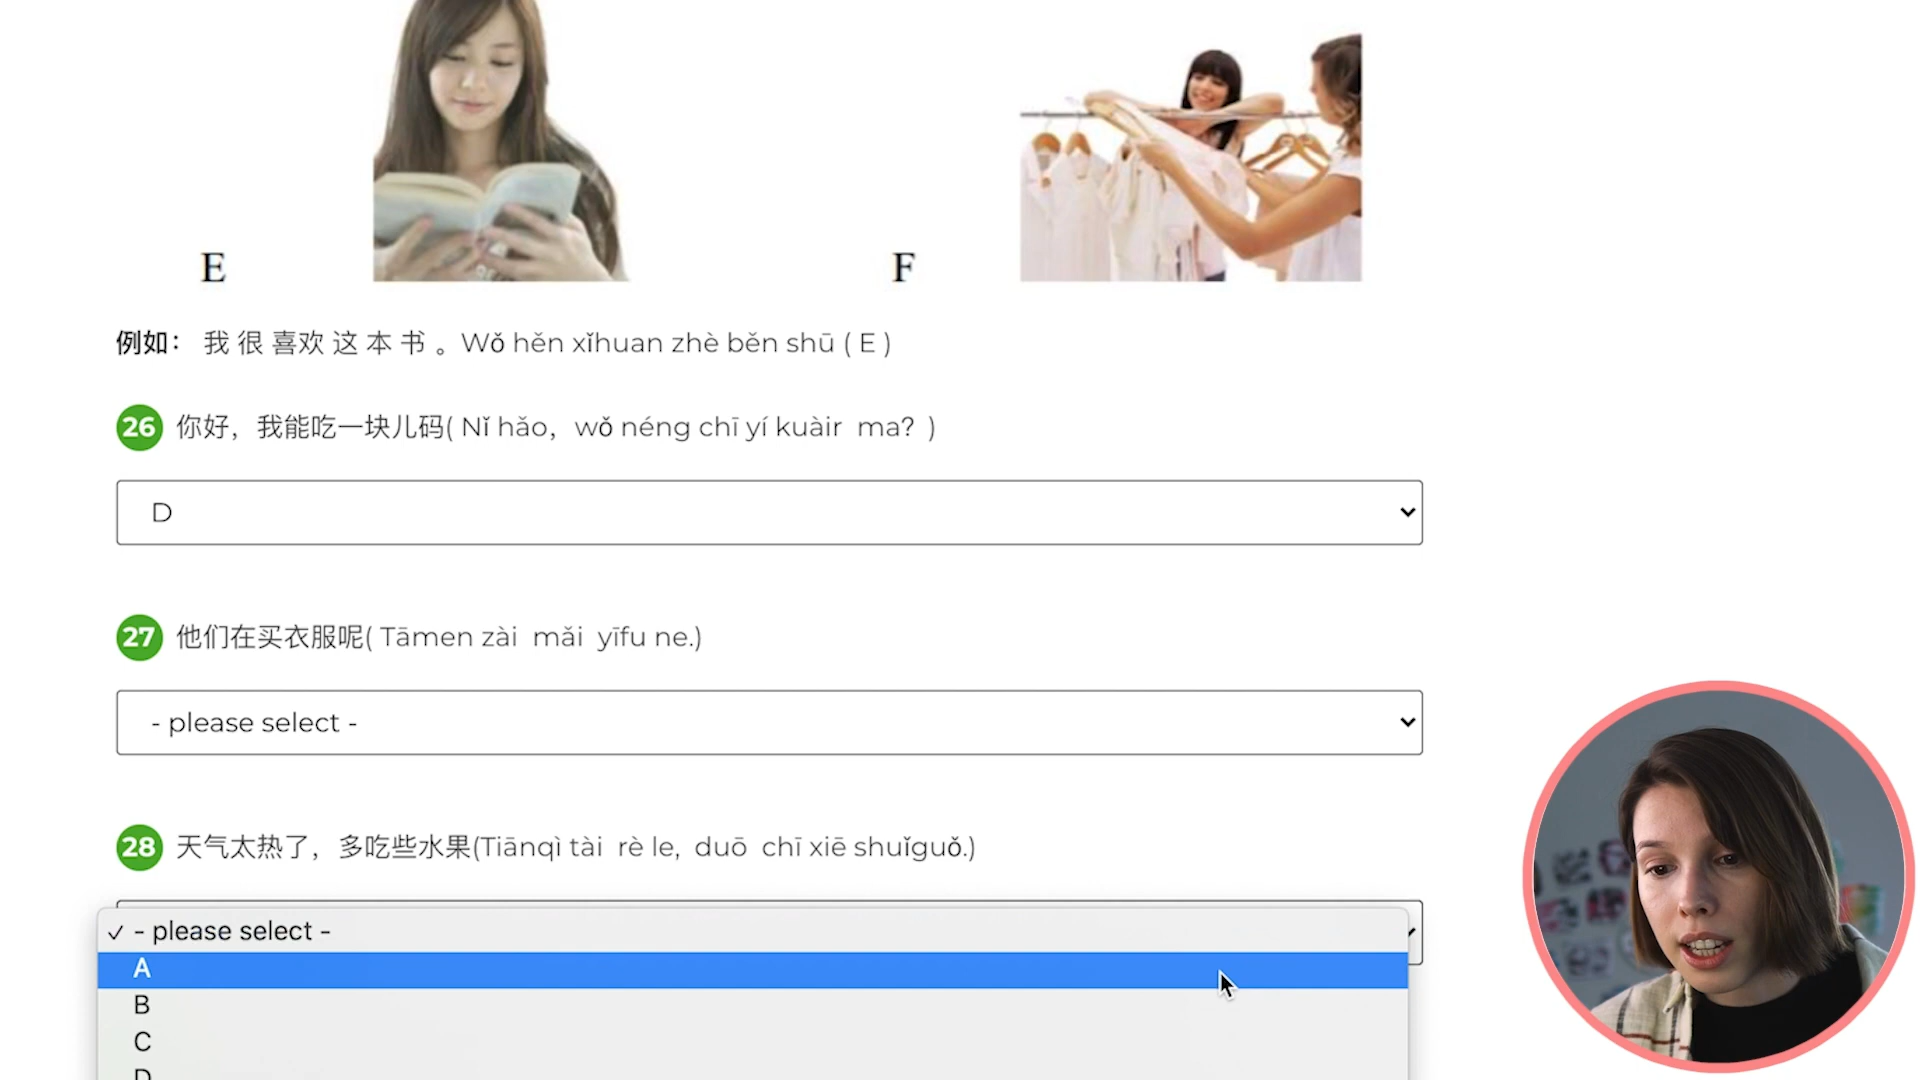 E
F
例如： 我 很 喜欢 这 本 书 。Wǒ hěn xǐhuan zhè běn shū ( E )
26 你好，我能吃一块儿码( Nǐ hǎo，wǒ néng chī yí kuàir ma？)
D
27 他们在买衣服呢( Tāmen zài mǎi yīfu ne.)
- please select -
28 天气太热了，多吃些水果(Tiānqì tài rè le, duō chī xiē shuǐguǒ.)
✓ - please select -
A
B
C
D